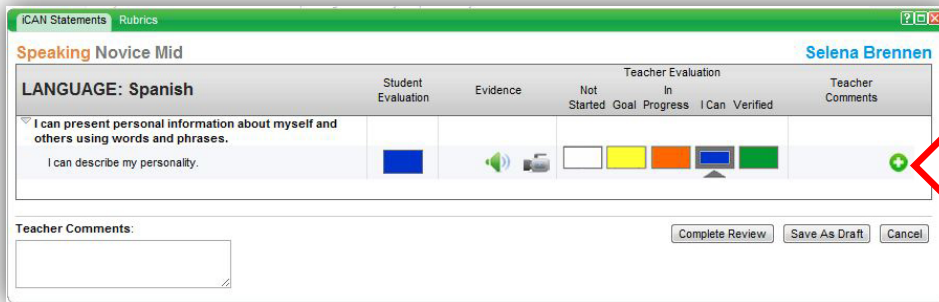 iCAN Statements Rubrics
Speaking Novice Mid
Selena Brennen
LANGUAGE: Spanish
Student
Evaluation
Evidence
Teacher Evaluation
Not
Started
Goal
In
Progress
I Can
Verified
Teacher
Comments
I can present personal information about myself and
others using words and phrases.
I can describe my personality.
Teacher Comments:
Complete Review
Save As Draft
Cancel